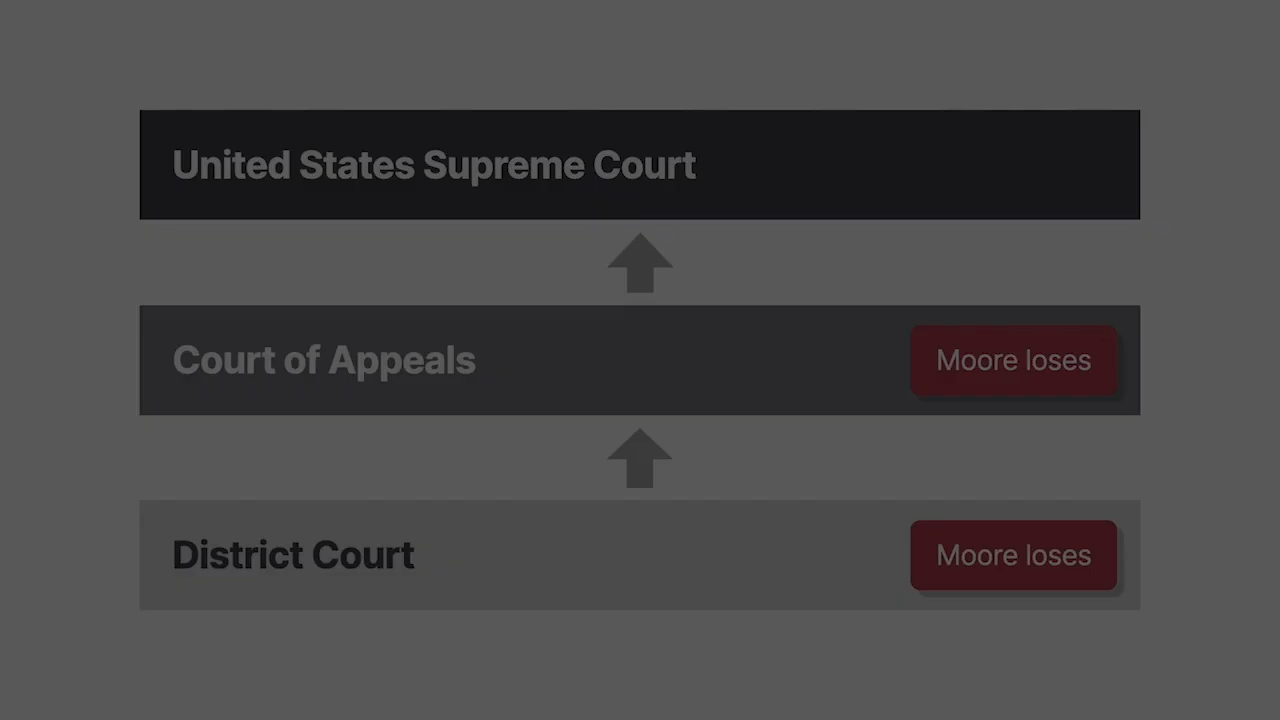 United States Supreme Court
Court of Appeals
Moore loses
District Court
Moore loses